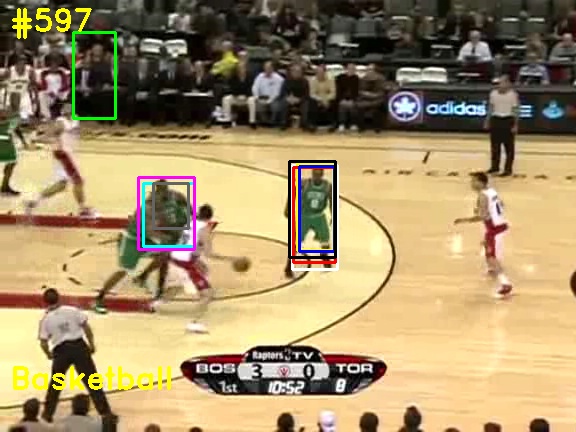 #597
adidas
Raptors TV
BOS 3 0 TOR
1st 10:52 8
Basketball